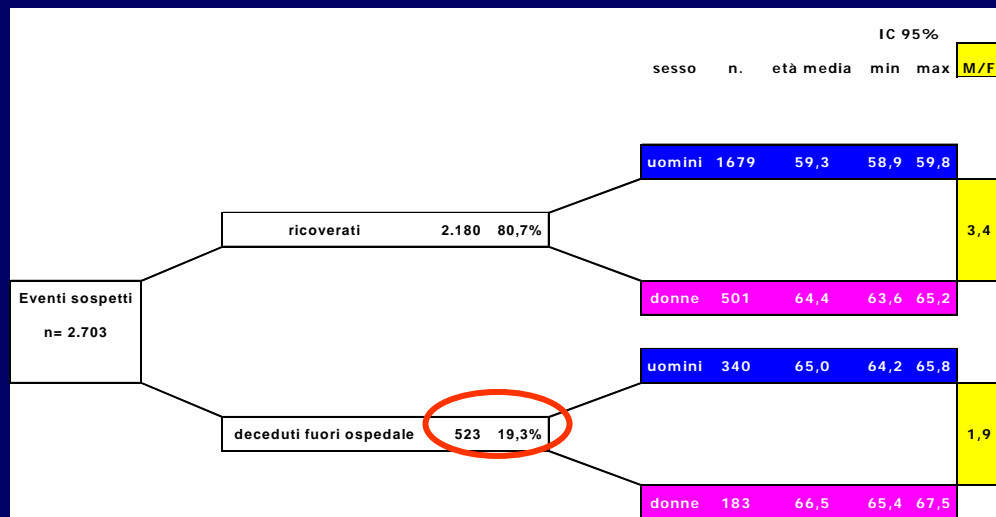 IC 95%
sesso n. età media min max M/F
uomini 1679 59,3 58,9 59,8
ricoverati 2.180 80,7% 3,4
donne 501 64,4 63,6 65,2
Eventi sospetti
n= 2.703
uomini 340 65,0 64,2 65,8
deceduti fuori ospedale 523 19,3% 1,9
donne 183 66,5 65,4 67,5